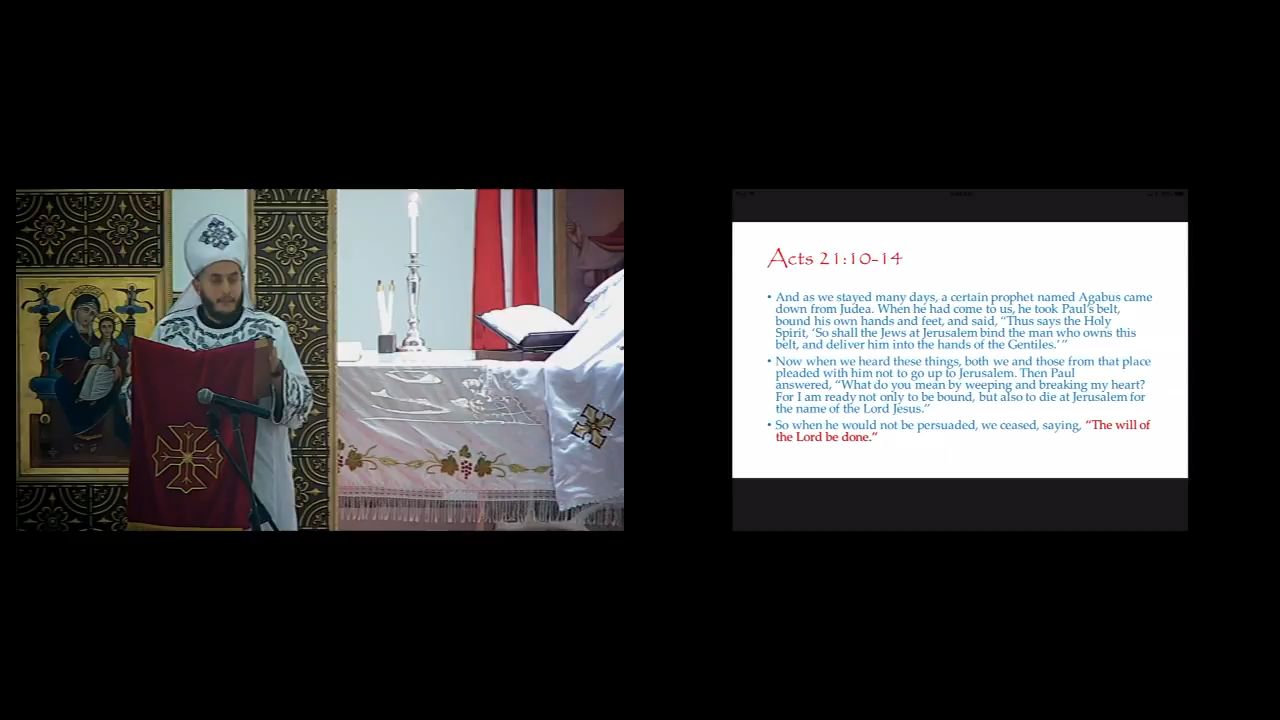 Acts 21:10-14
• And as we stayed many days, a certain prophet named Agabus came
down from Judea. When he had come to us, he took Paul's belt,
bound his own hands and feet, and said, “Thus says the Holy
Spirit, ‘So shall the Jews at Jerusalem bind the man who owns this
belt, and deliver him into the hands of the Gentiles.’ ”
• Now when we heard these things, both we and those from that place
pleaded with him not to go up to Jerusalem. Then Paul
answered, “What do you mean by weeping and breaking my heart?
For I am ready not only to be bound, but also to die at Jerusalem for
the name of the Lord Jesus.”
• So when he would not be persuaded, we ceased, saying, “The will of
the Lord be done.”